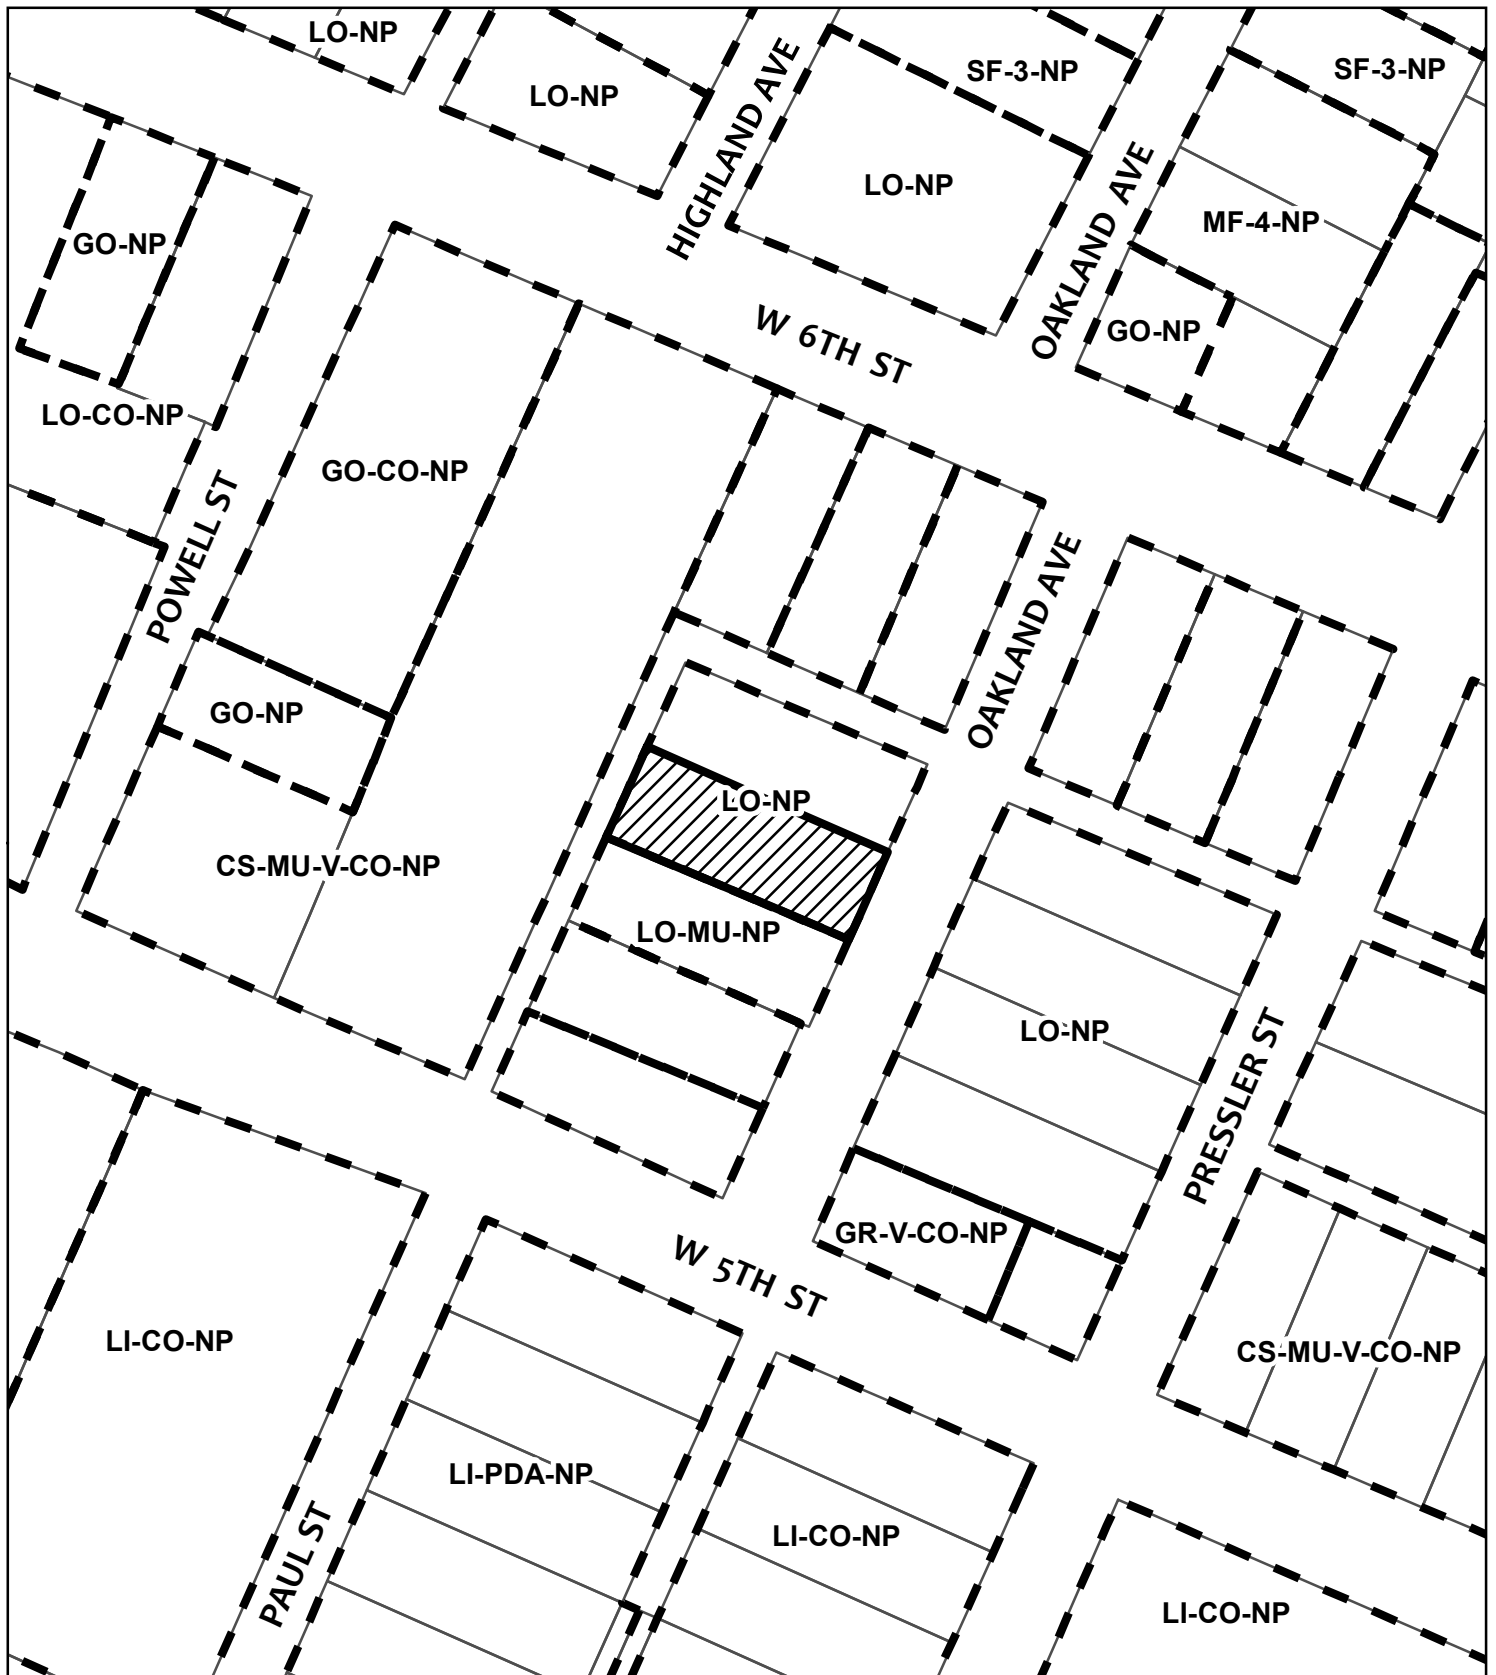 LO-NP
LO-NP
HIGHLAND AVE
SF-3-NP
SF-3-NP
LO-NP
OAKLAND AVE
MF-4-NP
GO-NP
W 6TH ST
GO-NP
LO-CO-NP
GO-CO-NP
POWELL ST
OAKLAND AVE
GO-NP
LO-NP
CS-MU-V-CO-NP
LO-MU-NP
LO-NP
PRESSLER ST
GR-V-CO-NP
W 5TH ST
LI-CO-NP
CS-MU-V-CO-NP
LI-PDA-NP
LI-CO-NP
PAUL ST
LI-CO-NP